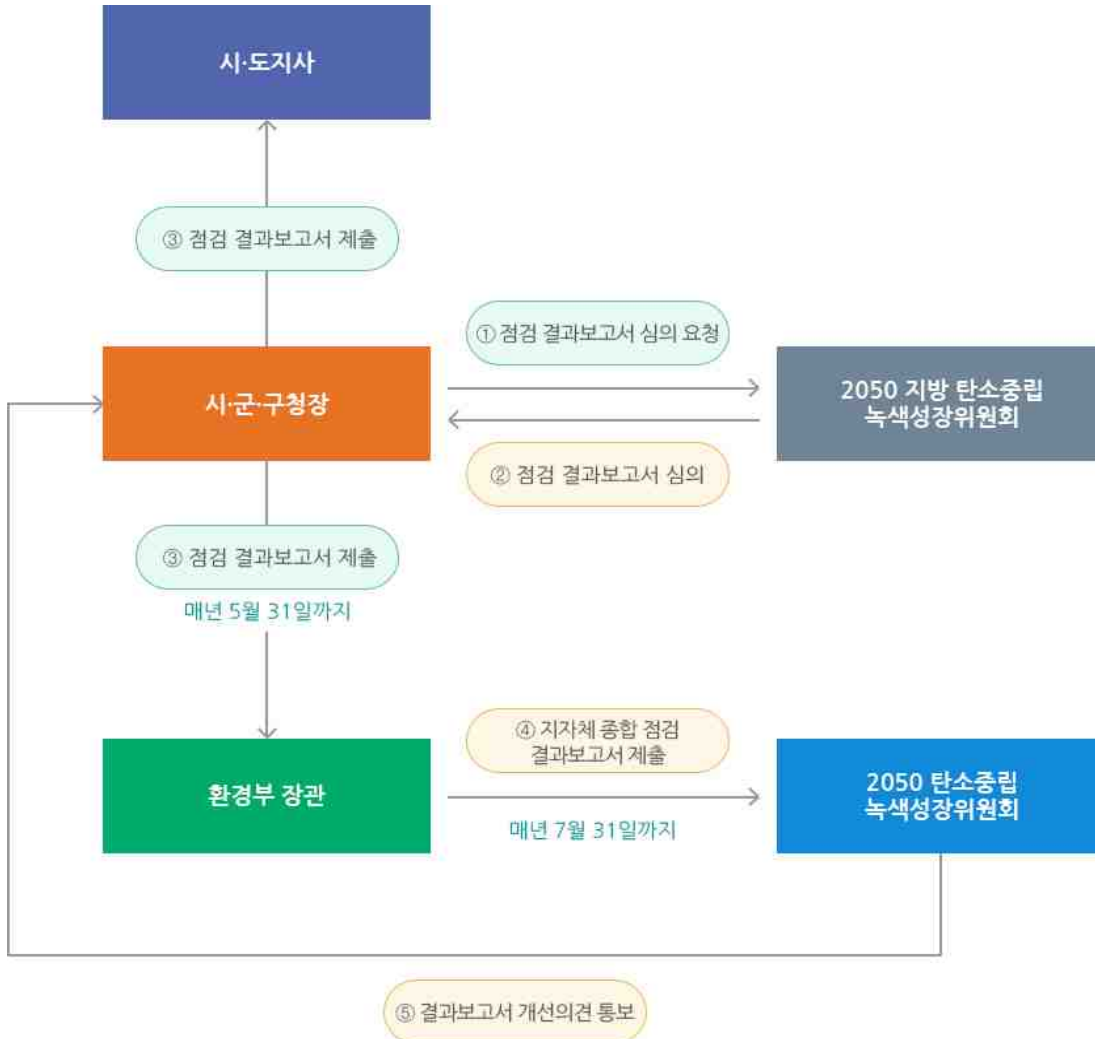 시·도지사
③ 점검 결과보고서 제출
① 점검 결과보고서 심의 요청
시·군·구청장
2050 지방 탄소중립
녹색성장위원회
② 점검 결과보고서 심의
③ 점검 결과보고서 제출
매년 5월 31일까지
④ 지자체 종합 점검
결과보고서 제출
환경부 장관
2050 탄소중립
녹색성장위원회
매년 7월 31일까지
⑤ 결과보고서 개선의견 통보